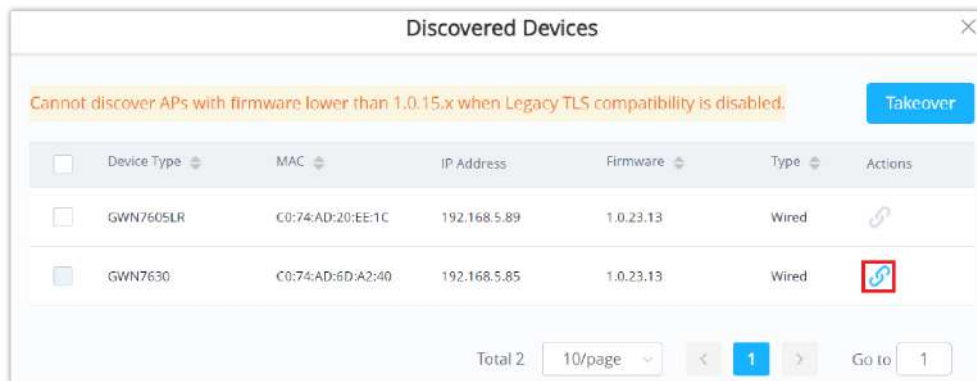 Discovered Devices
Cannot discover APs with firmware lower than 1.0.15.x when Legacy TLS compatibility is disabled.
Takeover
Device Type MAC IP Address Firmware Type Actions
GWN7605LR C0:74:AD:20:EE:1C 192.168.5.89 1.0.23.13 Wired
GWN7630 C0:74:AD:6D:A2:40 192.168.5.85 1.0.23.13 Wired
Total 2 10/page < 1 > Go to 1